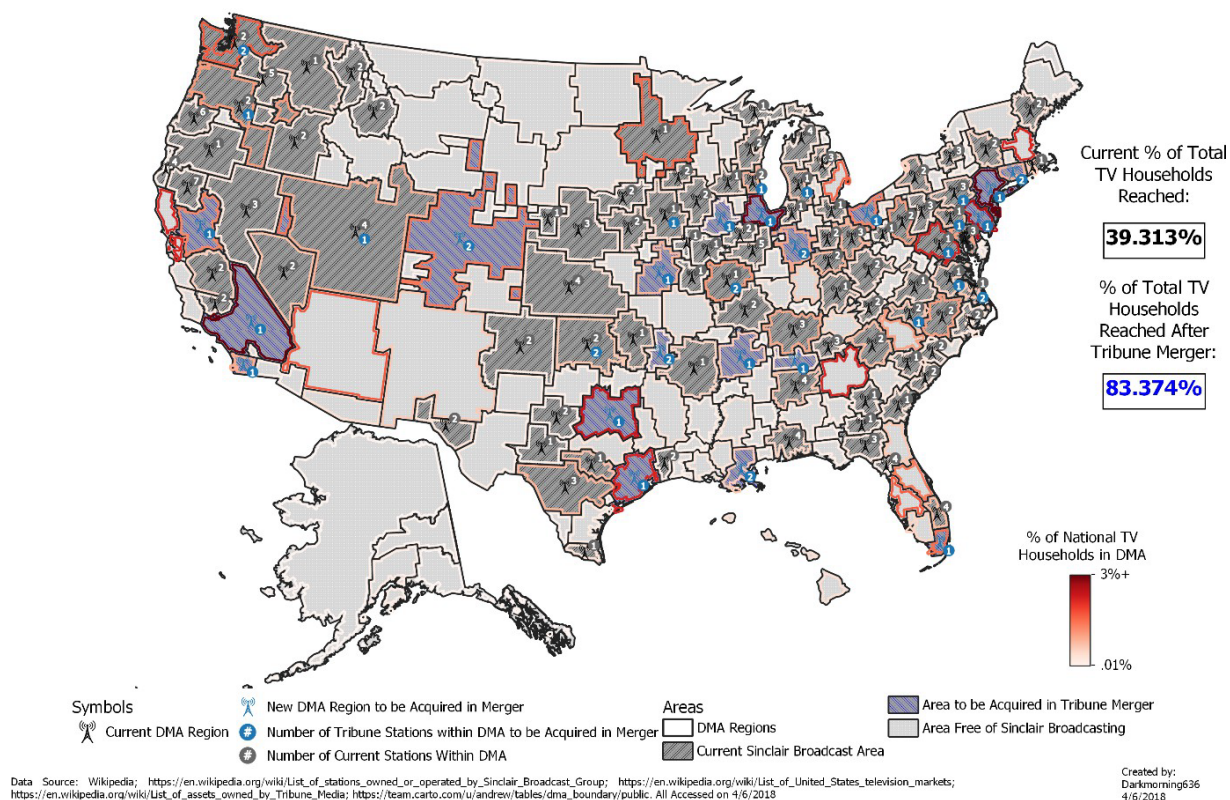 Current % of Total
TV Households
Reached:
39.313%
% of Total TV
Households
Reached After
Tribune Merger:
83.374%
% of National TV
Households in DMA
3%+
.01%
Symbols
Current DMA Region
New DMA Region to be Acquired in Merger
Number of Tribune Stations within DMA to be Acquired in Merger
Number of Current Stations Within DMA
Areas
DMA Regions
Current Sinclair Broadcast Area
Area to be Acquired in Tribune Merger
Area Free of Sinclair Broadcasting
Data Source: Wikipedia; https://en.wikipedia.org/wiki/List_of_stations_owned_or_operated_by_Sinclair_Broadcast_Group; https://en.wikipedia.org/wiki/List_of_United_States_television_markets;
https://en.wikipedia.org/wiki/List_of_assets_owned_by_Tribune_Media; https://team.carto.com/u/andrew/tables/dma_boundary/public. All Accessed on 4/6/2018
Created by:
Darkmorning636
4/6/2018